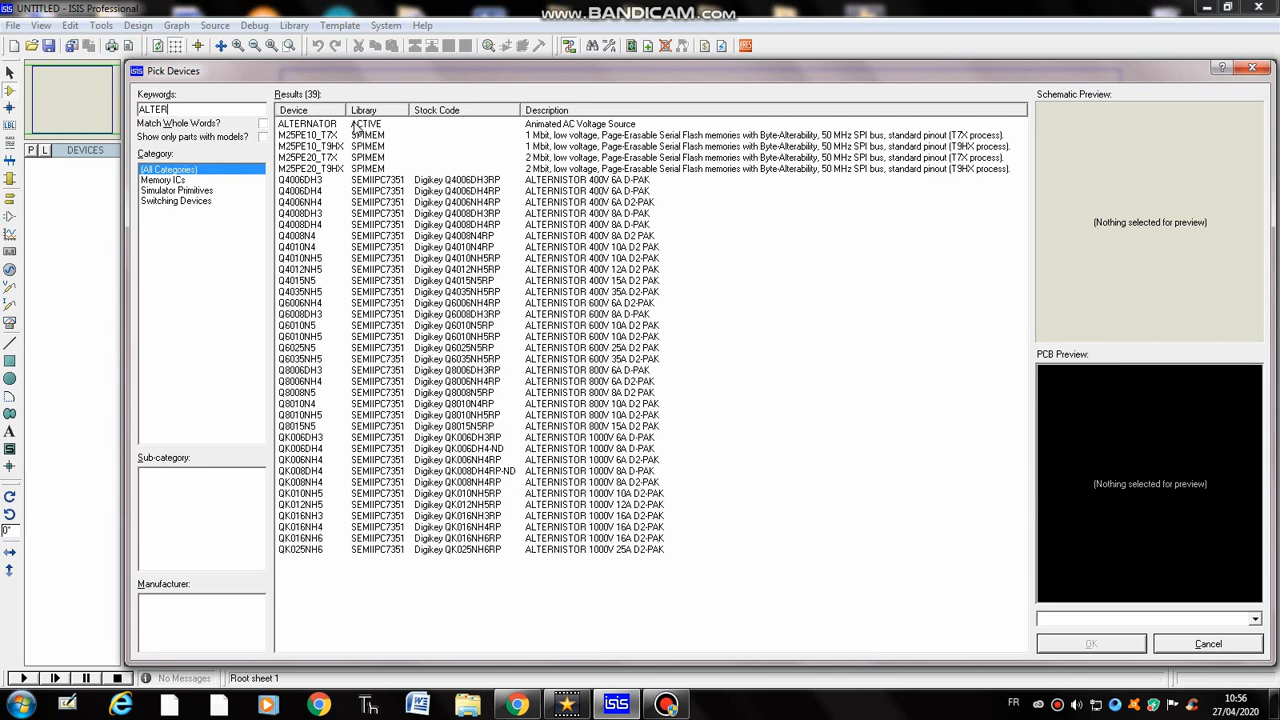 UNTITLED - ISIS Professional
www.BANDICAM.com
File View Edit Tools Design Graph Source Debug Library Template System Help
Pick Devices
Keywords:
ALTER
Match Whole Words?
Show only parts with models?
Category:
(All Categories)
Memory ICs
Simulator Primitives
Switching Devices
Sub-category:
Manufacturer:
P L DEVICES
Results (39):
Device Library Stock Code Description
ALTERNATOR ACTIVE Animated AC Voltage Source
M25PE10_T7X SPIMEM 1 Mbit, low voltage, Page-Erasable Serial Flash memories with Byte-Alterability, 50 MHz SPI bus, standard pinout (T7X process).
M25PE10_T9HX SPIMEM 1 Mbit, low voltage, Page-Erasable Serial Flash memories with Byte-Alterability, 50 MHz SPI bus, standard pinout (T9HX process).
M25PE20_T7X SPIMEM 2 Mbit, low voltage, Page-Erasable Serial Flash memories with Byte-Alterability, 50 MHz SPI bus, standard pinout (T7X process).
M25PE20_T9HX SPIMEM 2 Mbit, low voltage, Page-Erasable Serial Flash memories with Byte-Alterability, 50 MHz SPI bus, standard pinout (T9HX process).
Q4006DH3 SEMIIPC7351 Digikey Q4006DH3RP ALTERNISTOR 400V 6A D-PAK
Q4006DH4 SEMIIPC7351 Digikey Q4006DH4RP ALTERNISTOR 400V 6A D-PAK
Q4006NH4 SEMIIPC7351 Digikey Q4006NH4RP ALTERNISTOR 400V 6A D2-PAK
Q4008DH3 SEMIIPC7351 Digikey Q4008DH3RP ALTERNISTOR 400V 8A D-PAK
Q4008DH4 SEMIIPC7351 Digikey Q4008DH4RP ALTERNISTOR 400V 8A D-PAK
Q4008N4 SEMIIPC7351 Digikey Q4008N4RP ALTERNISTOR 400V 8A D2 PAK
Q4010N4 SEMIIPC7351 Digikey Q4010N4RP ALTERNISTOR 400V 10A D2 PAK
Q4010NH5 SEMIIPC7351 Digikey Q4010NH5RP ALTERNISTOR 400V 10A D2-PAK
Q4012NH5 SEMIIPC7351 Digikey Q4012NH5RP ALTERNISTOR 400V 12A D2-PAK
Q4015N5 SEMIIPC7351 Digikey Q4015N5RP ALTERNISTOR 400V 15A D2-PAK
Q4035NH5 SEMIIPC7351 Digikey Q4035NH5RP ALTERNISTOR 400V 35A D2-PAK
Q6006NH4 SEMIIPC7351 Digikey Q6006NH4RP ALTERNISTOR 600V 6A D2-PAK
Q6008DH3 SEMIIPC7351 Digikey Q6008DH3RP ALTERNISTOR 600V 8A D-PAK
Q6010N5 SEMIIPC7351 Digikey Q6010N5RP ALTERNISTOR 600V 10A D2 PAK
Q6010NH5 SEMIIPC7351 Digikey Q6010NH5RP ALTERNISTOR 600V 10A D2-PAK
Q6025N5 SEMIIPC7351 Digikey Q6025N5RP ALTERNISTOR 600V 25A D2 PAK
Q6035NH5 SEMIIPC7351 Digikey Q6035NH5RP ALTERNISTOR 600V 35A D2-PAK
Q8006DH3 SEMIIPC7351 Digikey Q8006DH3RP ALTERNISTOR 800V 6A D-PAK
Q8006NH4 SEMIIPC7351 Digikey Q8006NH4RP ALTERNISTOR 800V 6A D2-PAK
Q8008N5 SEMIIPC7351 Digikey Q8008N5RP ALTERNISTOR 800V 8A D2 PAK
Q8010N4 SEMIIPC7351 Digikey Q8010N4RP ALTERNISTOR 800V 10A D2 PAK
Q8010NH5 SEMIIPC7351 Digikey Q8010NH5RP ALTERNISTOR 800V 10A D2-PAK
Q8015N5 SEMIIPC7351 Digikey Q8015N5RP ALTERNISTOR 800V 15A D2 PAK
QK006DH3 SEMIIPC7351 Digikey QK006DH3RP ALTERNISTOR 1000V 6A D-PAK
QK006DH4 SEMIIPC7351 Digikey QK006DH4-ND ALTERNISTOR 1000V 6A D-PAK
QK006NH4 SEMIIPC7351 Digikey QK006NH4RP ALTERNISTOR 1000V 6A D2-PAK
QK008DH4 SEMIIPC7351 Digikey QK008DH4RP-ND ALTERNISTOR 1000V 8A D-PAK
QK008NH4 SEMIIPC7351 Digikey QK008NH4RP ALTERNISTOR 1000V 8A D2-PAK
QK010NH5 SEMIIPC7351 Digikey QK010NH5RP ALTERNISTOR 1000V 10A D2-PAK
QK012NH5 SEMIIPC7351 Digikey QK012NH5RP ALTERNISTOR 1000V 12A D2-PAK
QK016NH3 SEMIIPC7351 Digikey QK016NH3RP ALTERNISTOR 1000V 16A D2-PAK
QK016NH4 SEMIIPC7351 Digikey QK016NH4RP ALTERNISTOR 1000V 16A D2-PAK
QK016NH6 SEMIIPC7351 Digikey QK016NH6RP ALTERNISTOR 1000V 16A D2-PAK
QK025NH6 SEMIIPC7351 Digikey QK025NH6RP ALTERNISTOR 1000V 25A D2-PAK
Schematic Preview:
(Nothing selected for preview)
PCB Preview:
(Nothing selected for preview)
OK Cancel
No Messages Root sheet 1
FR 10:56
27/04/2020